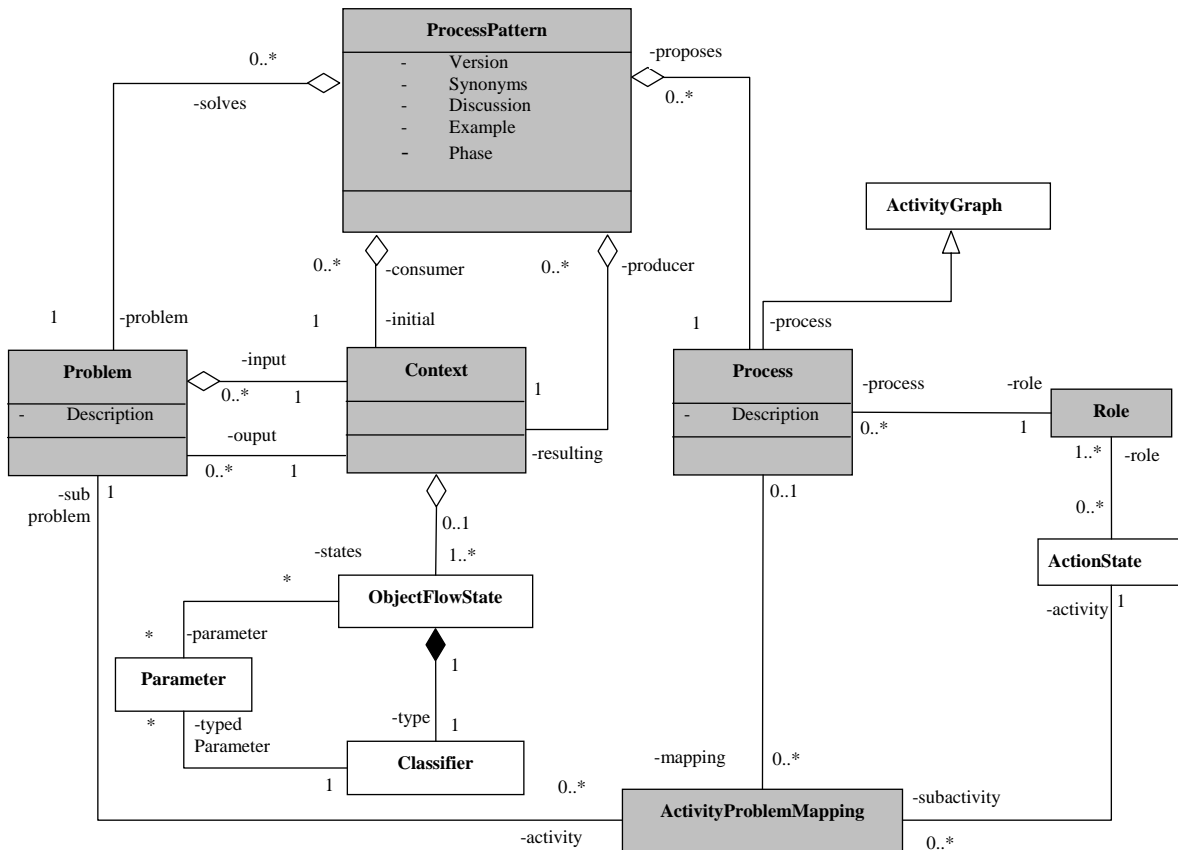 ProcessPattern
- Version
- Synonyms
- Discussion
- Example
- Phase
0..*
-solves
-proposes
0..*
ActivityGraph
0..*
-consumer
0..*
-producer
1
-problem
1
-initial
1
-process
Problem
- Description
-input
0..*
1
-ouput
0..*
1
Context
1
-resulting
Process
- Description
-process
0..*
-role
1
Role
1..*
-role
0..*
-sub
problem
1
0..1
1..*
-states
*
0..1
ObjectFlowState
ActionState
-activity
1
*
-parameter
1
Parameter
*
-typed
Parameter
-type
1
1
Classifier
-mapping
0..*
0..*
-activity
ActivityProblemMapping
-subactivity
0..*